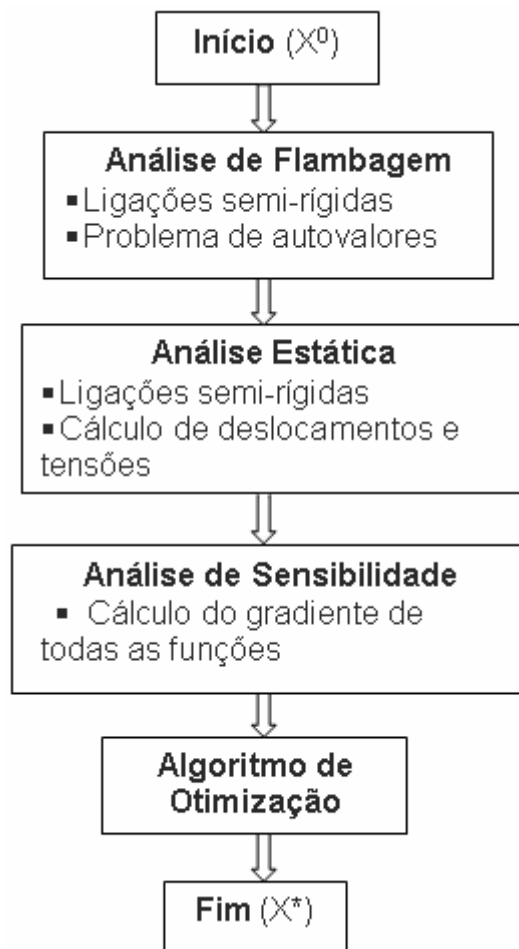 Início (X⁰)
Análise de Flambagem
▪Ligações semi-rígidas
▪Problema de autovalores
Análise Estática
▪Ligações semi-rígidas
▪Cálculo de deslocamentos e
tensões
Análise de Sensibilidade
▪ Cálculo do gradiente de
todas as funções
Algoritmo de
Otimização
Fim (X*)